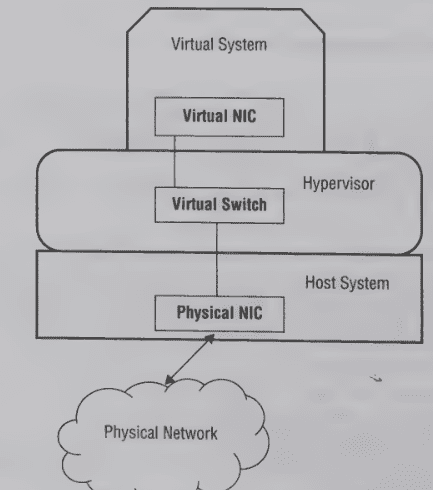 Virtual System
Virtual NIC
Hypervisor
Virtual Switch
Host System
Physical NIC
Physical Network